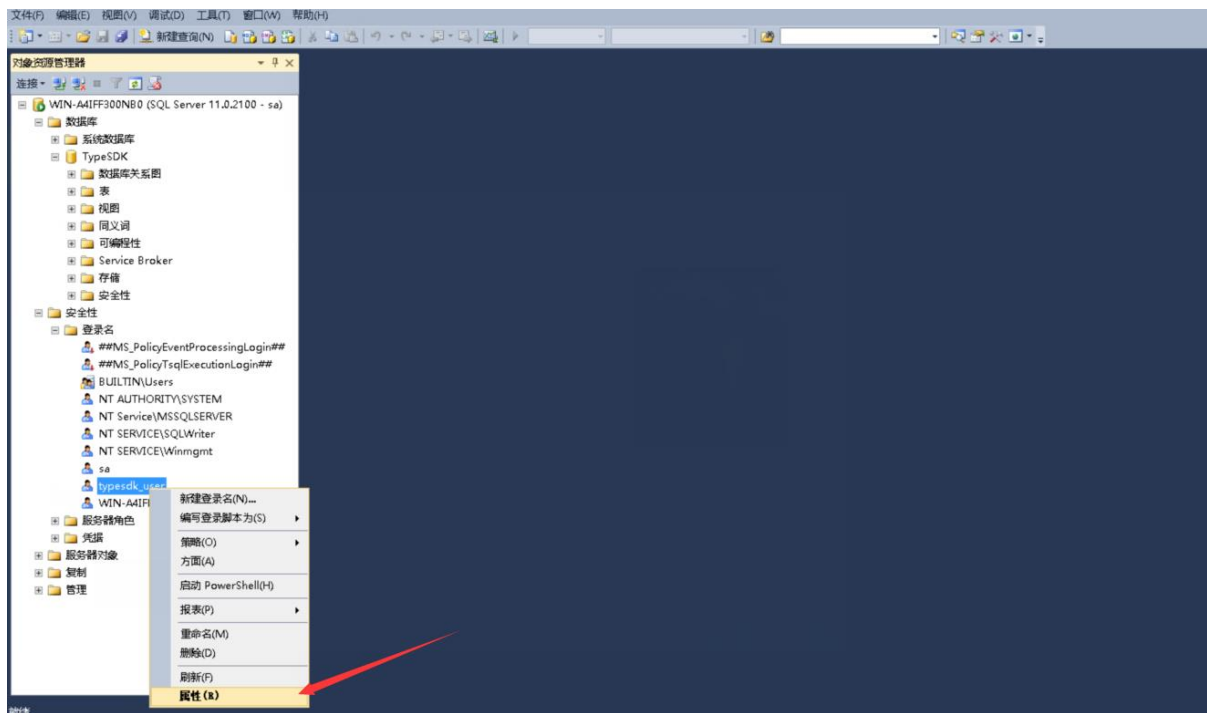 文件(F) 编辑(E) 视图(V) 调试(D) 工具(T) 窗口(W) 帮助(H)
新建查询(N)
对象资源管理器
连接
WIN-A4IFF300NB0 (SQL Server 11.0.2100 - sa)
数据库
系统数据库
TypeSDK
数据库关系图
表
视图
同义词
可编程性
Service Broker
存储
安全性
安全性
登录名
##MS_PolicyEventProcessingLogin##
##MS_PolicyTsqlExecutionLogin##
BUILTIN\Users
NT AUTHORITY\SYSTEM
NT Service\MSSQLSERVER
NT SERVICE\SQLWriter
NT SERVICE\Winmgmt
sa
typesdk_user
WIN-A4IFF
服务器角色
凭据
服务器对象
复制
管理
新建登录名(N)...
编写登录脚本为(S)
策略(O)
方面(A)
启动 PowerShell(H)
报表(P)
重命名(M)
删除(D)
刷新(F)
属性(R)
就绪